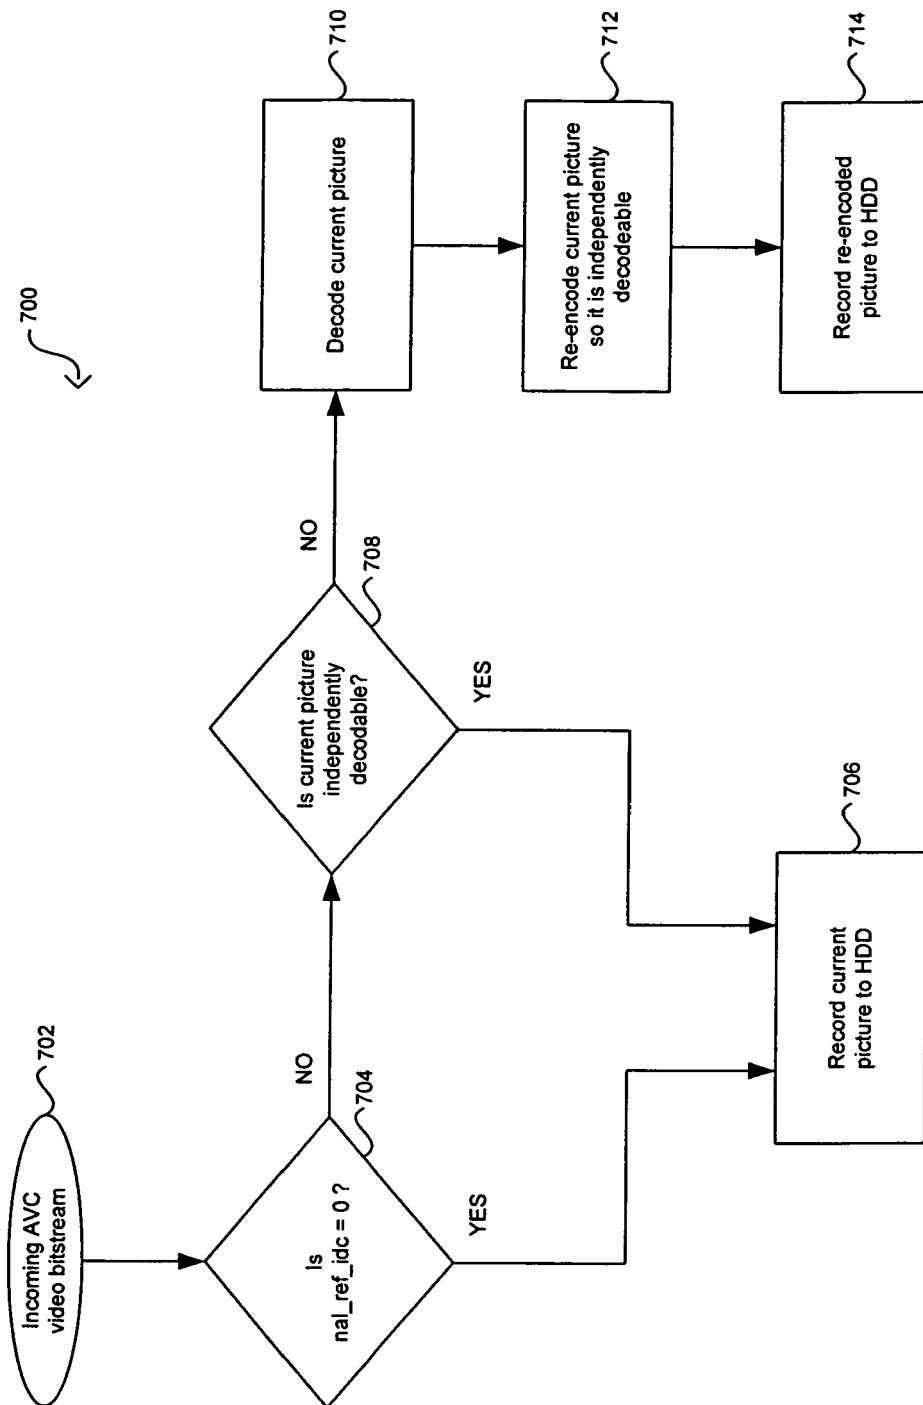 700
Incoming AVC
video bitstream
702
Is
nal_ref_idc = 0 ?
704
NO
YES
Is current picture
independently
decodable?
708
NO
YES
Decode current picture
710
Re-encode current picture
so it is independently
decodeable
712
Record re-encoded
picture to HDD
714
Record current
picture to HDD
706